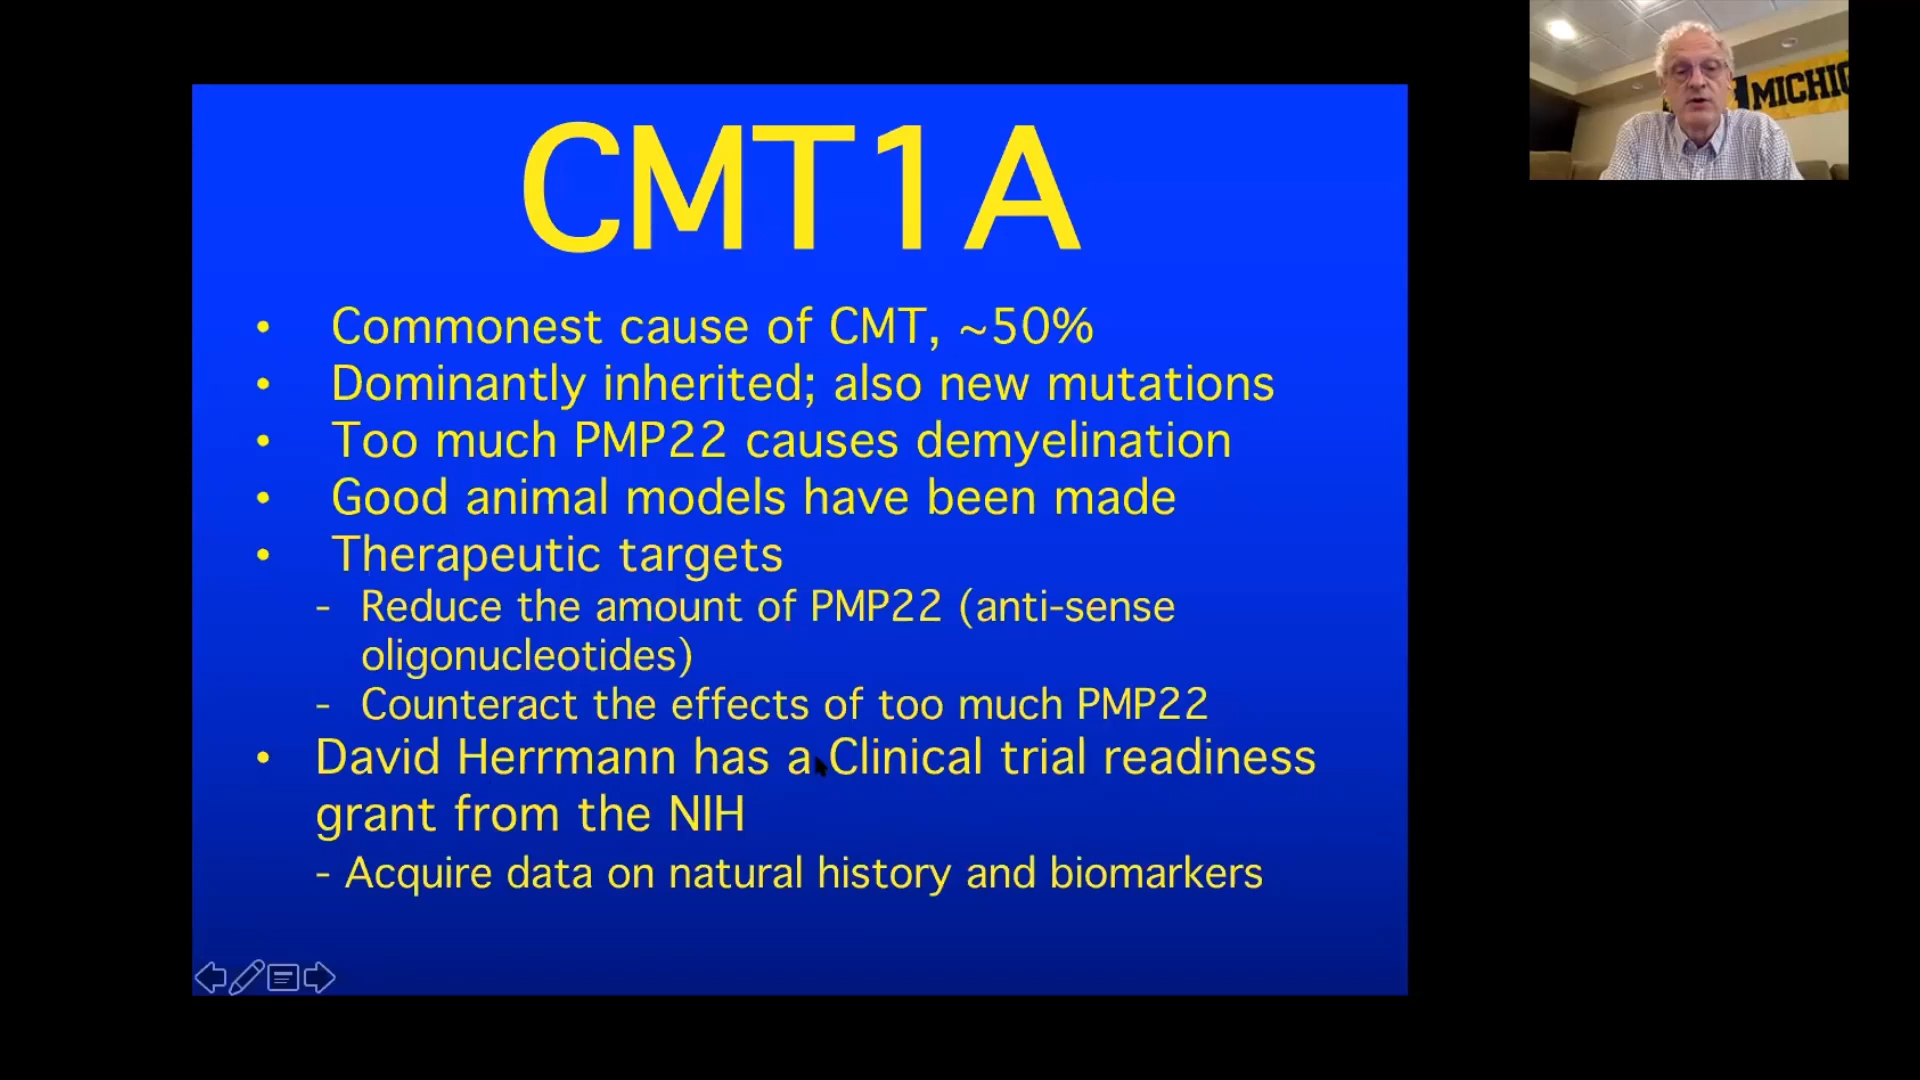 CMT1A
• Commonest cause of CMT, ~50%
• Dominantly inherited; also new mutations
• Too much PMP22 causes demyelination
• Good animal models have been made
• Therapeutic targets
- Reduce the amount of PMP22 (anti-sense
oligonucleotides)
- Counteract the effects of too much PMP22
• David Herrmann has a Clinical trial readiness
grant from the NIH
- Acquire data on natural history and biomarkers
MICHIG